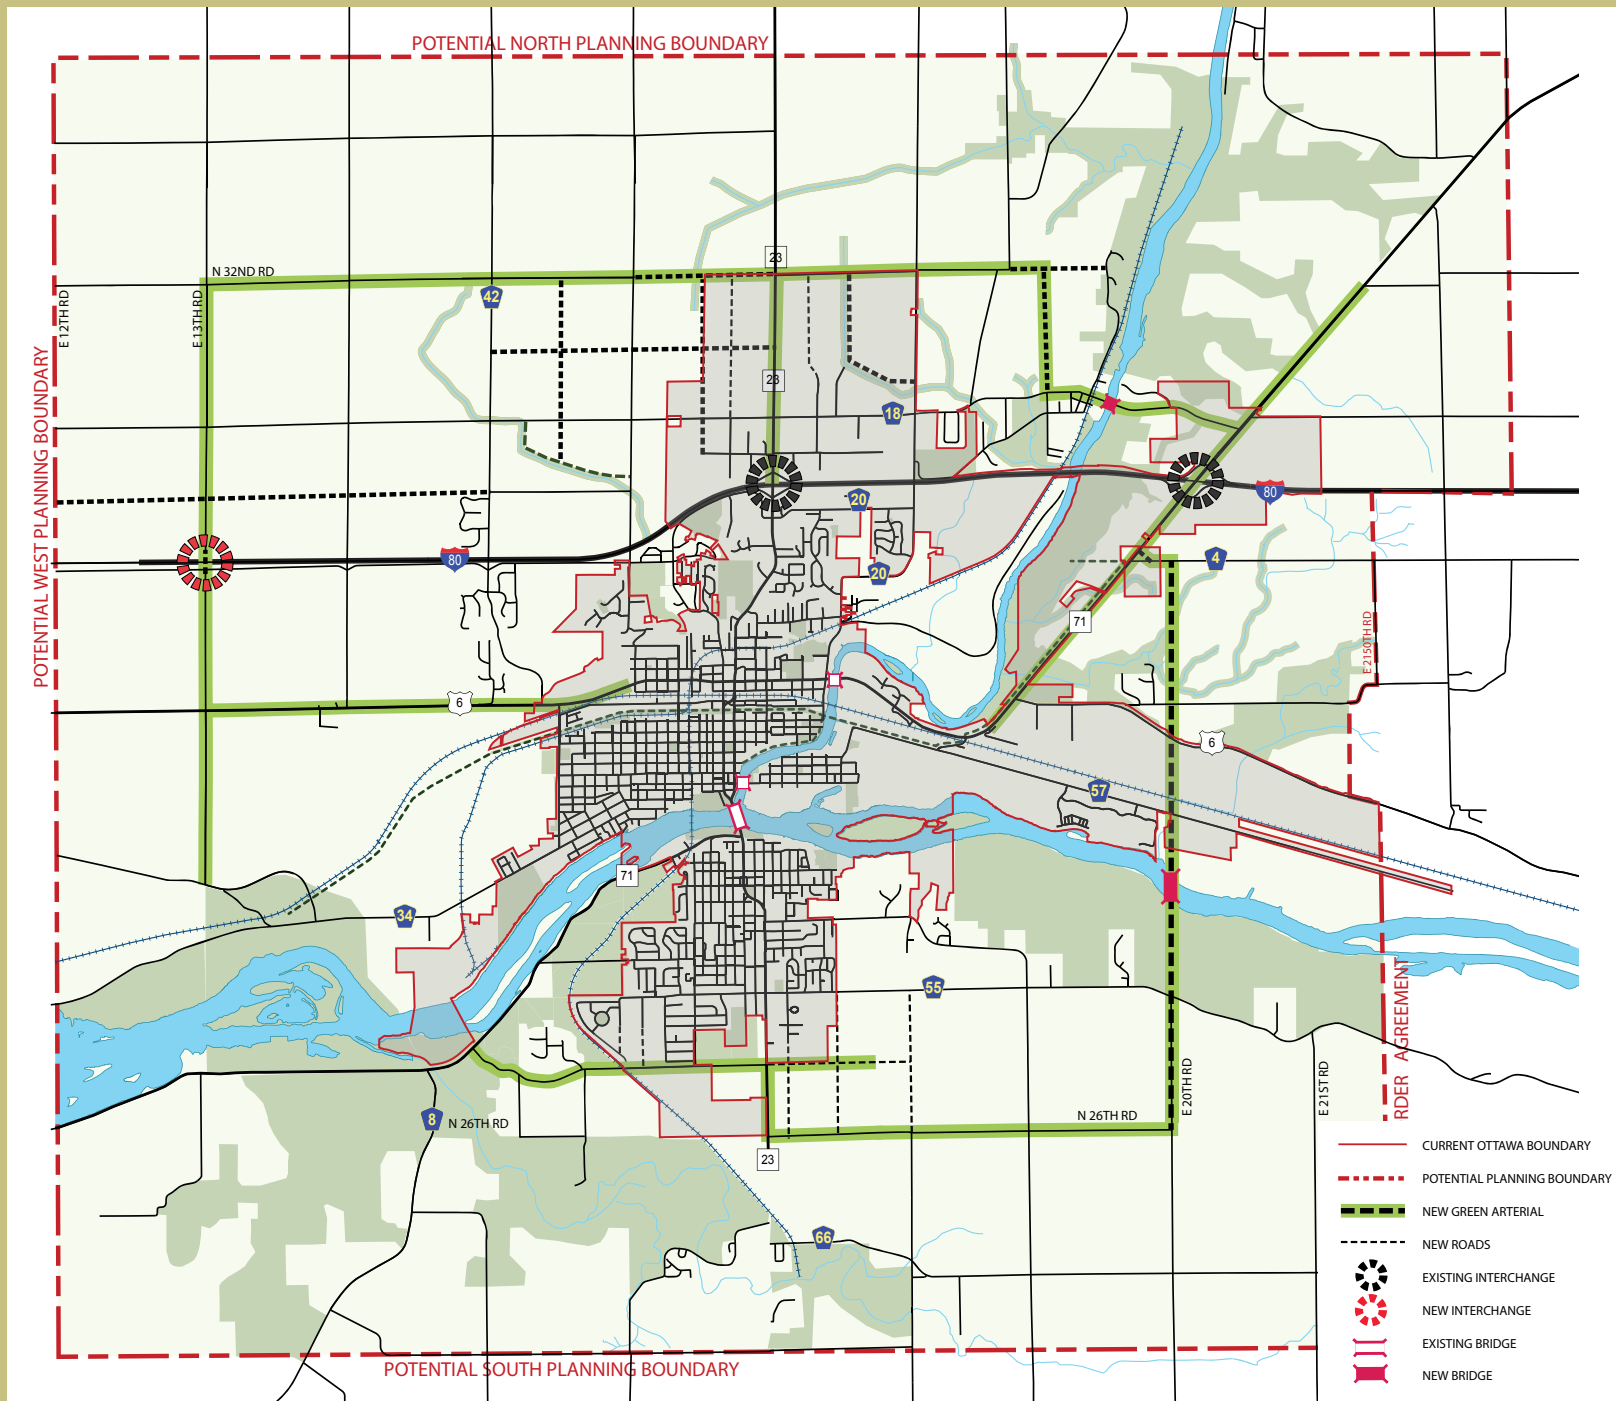 POTENTIAL NORTH PLANNING BOUNDARY
23
N 32ND RD
42
E 12TH RD
E 13TH RD
23
18
POTENTIAL WEST PLANNING BOUNDARY
80
20
80
4
20
71
E 2150TH RD
6
6
57
71
34
55
RDER AGREEMENT
E 20TH RD
E 21ST RD
8
N 26TH RD
N 26TH RD
23
66
CURRENT OTTAWA BOUNDARY
POTENTIAL PLANNING BOUNDARY
NEW GREEN ARTERIAL
NEW ROADS
EXISTING INTERCHANGE
NEW INTERCHANGE
EXISTING BRIDGE
NEW BRIDGE
POTENTIAL SOUTH PLANNING BOUNDARY